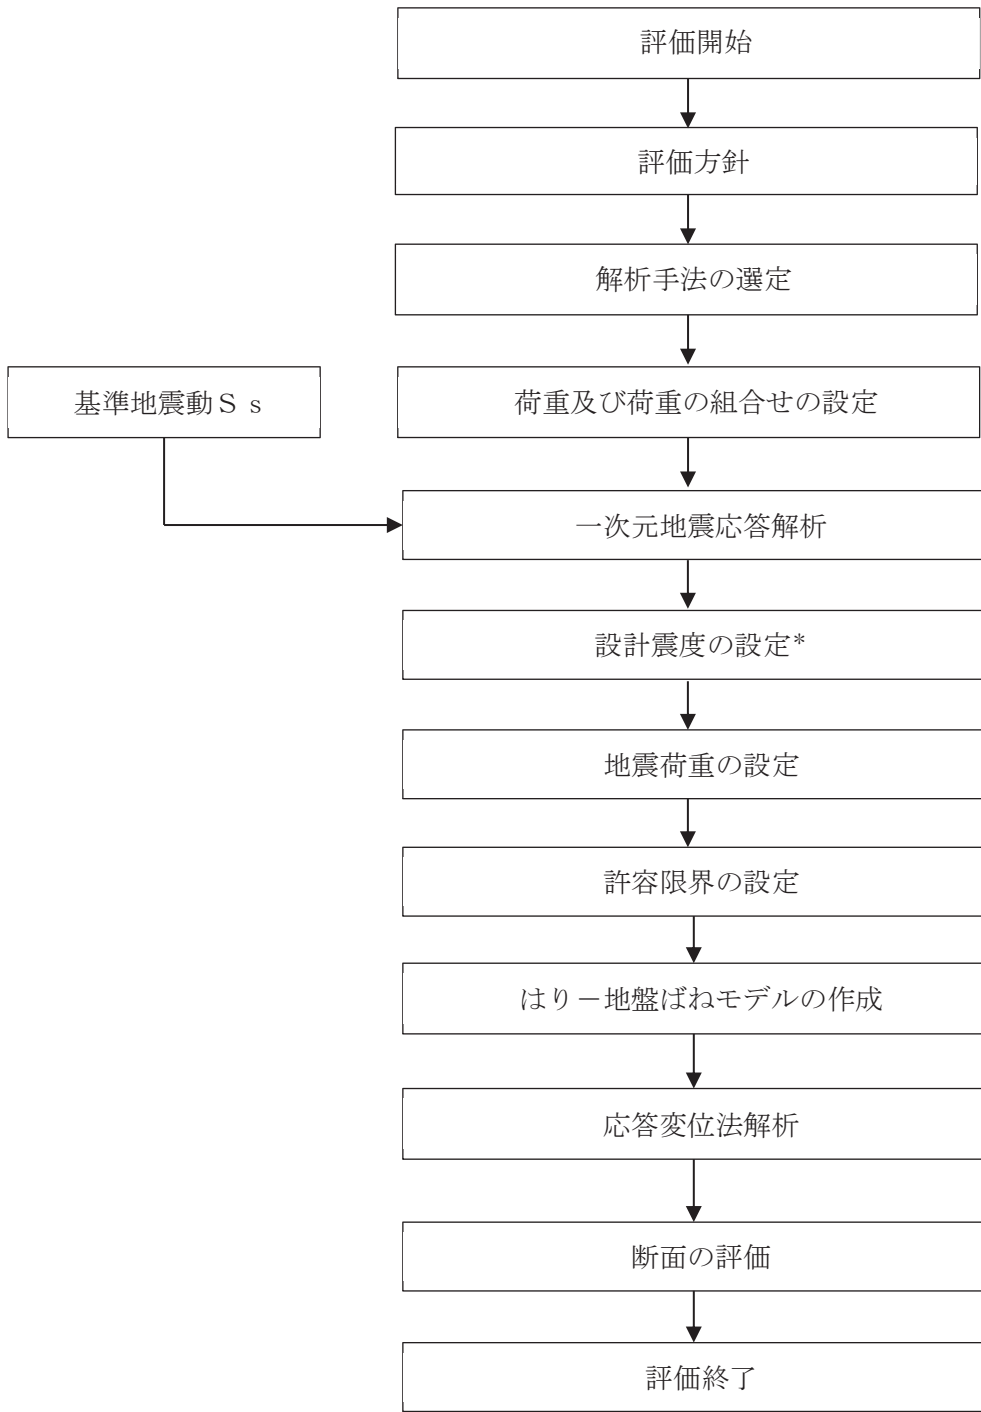 評価開始
評価方針
解析手法の選定
荷重及び荷重の組合せの設定
基準地震動Ｓｓ
一次元地震応答解析
設計震度の設定*
地震荷重の設定
許容限界の設定
はり－地盤ばねモデルの作成
応答変位法解析
断面の評価
評価終了